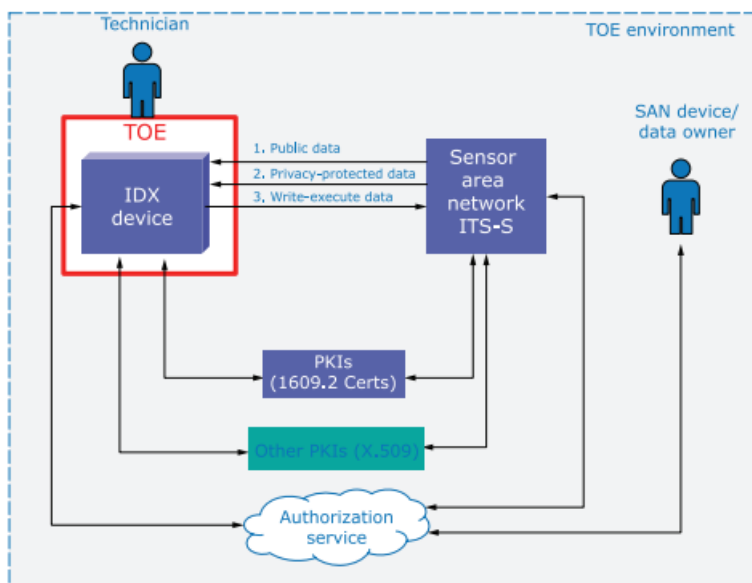 Technician
TOE environment
SAN device/
data owner
TOE
IDX
device
1. Public data
2. Privacy-protected data
3. Write-execute data
Sensor
area
network
ITS-S
PKIs
(1609.2 Certs)
Other PKIs (X.509)
Authorization
service